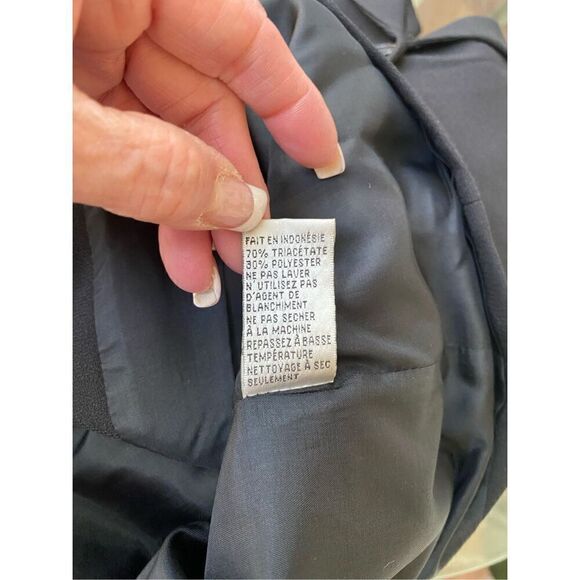 FAIT EN INDONÉSIE
70% TRIACÉTATE
30% POLYESTER
NE PAS LAVER
N'UTILISEZ PAS
D'AGENT DE
BLANCHIMENT
NE PAS SECHER
À LA MACHINE
REPASSEZ À BASSE
TEMPÉRATURE
NETTOYAGE À SEC
SEULEMENT